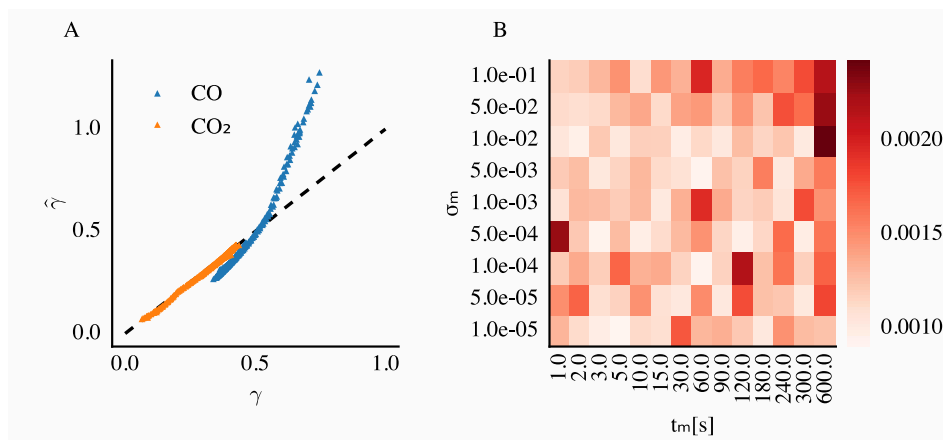 A
B
CO
CO₂
1.0
0.5
0.0
γ̂
0.0
0.5
1.0
γ
1.0e-01
5.0e-02
1.0e-02
5.0e-03
1.0e-03
5.0e-04
1.0e-04
5.0e-05
1.0e-05
σₘ
1.0
2.0
3.0
5.0
10.0
15.0
30.0
60.0
90.0
120.0
180.0
240.0
300.0
600.0
tₘ[s]
0.0020
0.0015
0.0010